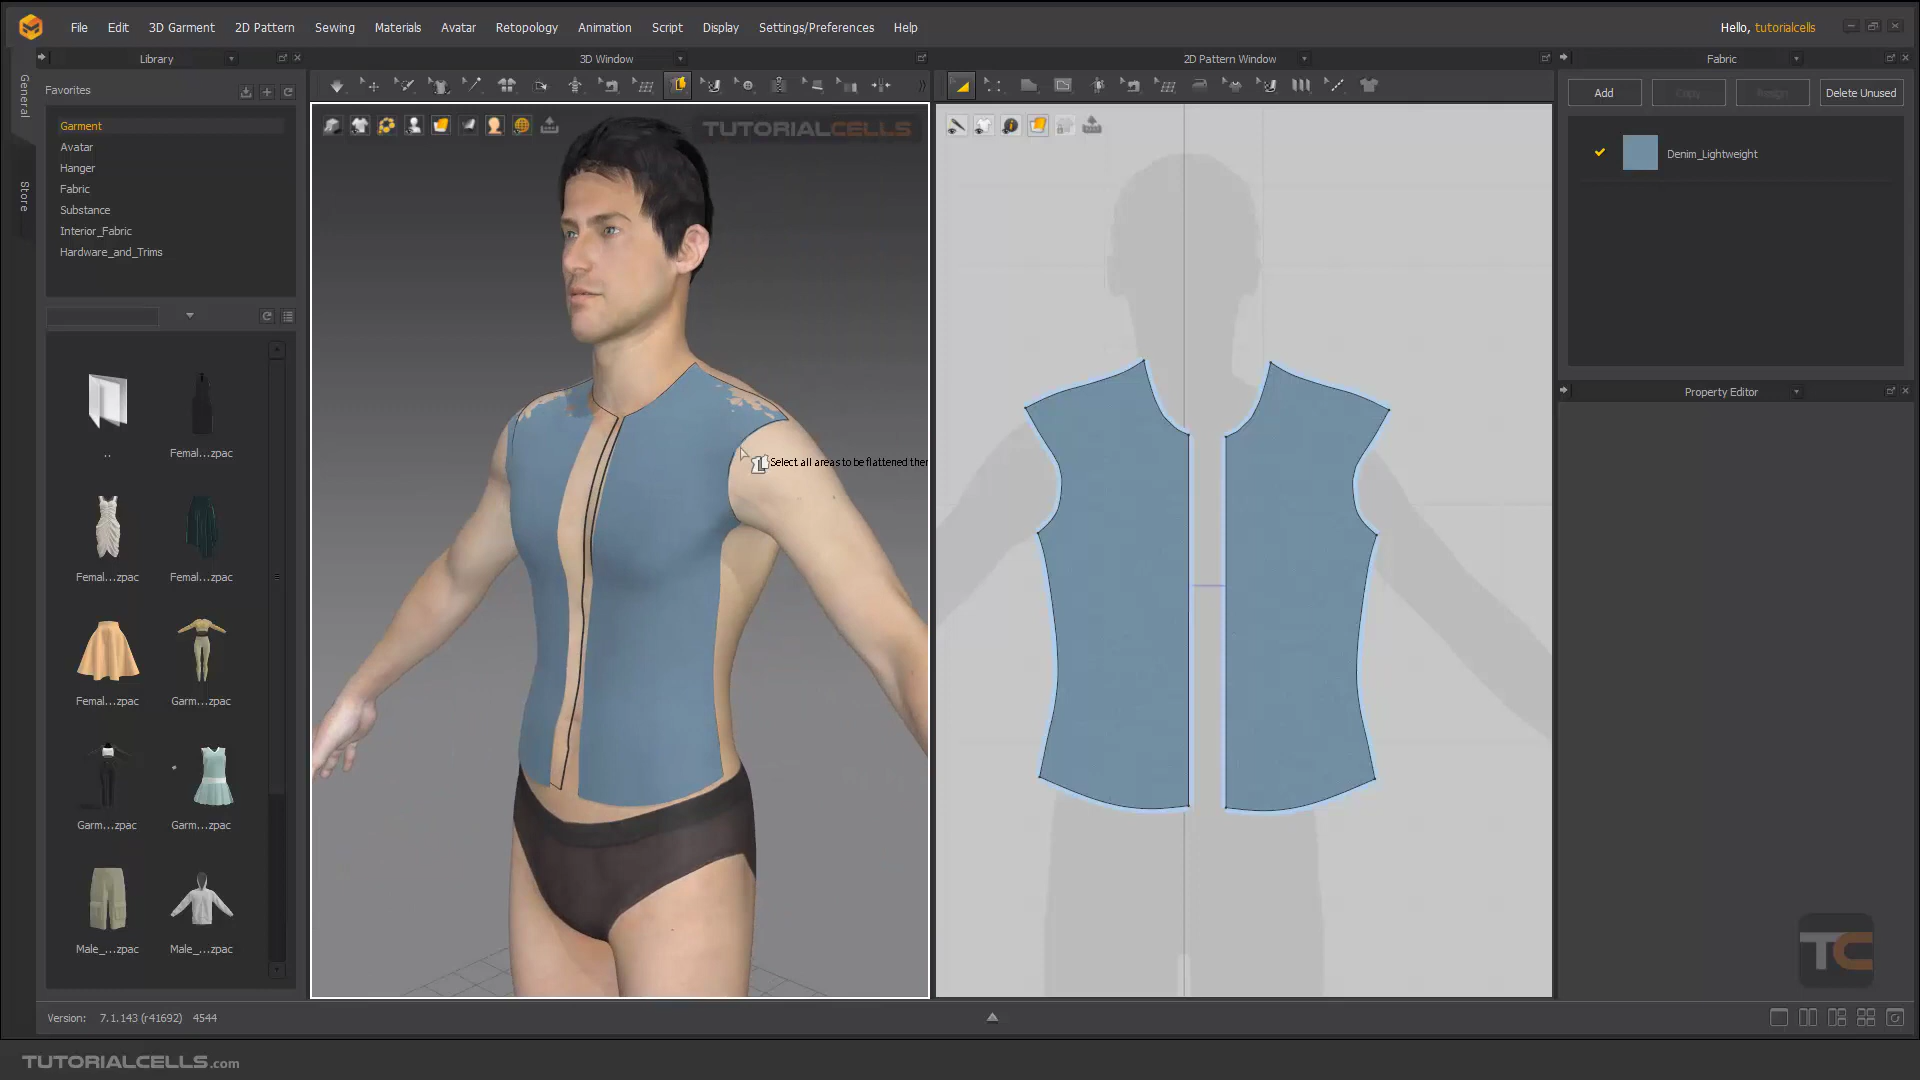 File Edit 3D Garment 2D Pattern Sewing Materials Avatar Retopology Animation Script Display Settings/Preferences Help
Hello, tutorialcells
Library
3D Window
2D Pattern Window
Fabric
General
Store
Favorites
Garment
Avatar
Hanger
Fabric
Substance
Interior_Fabric
Hardware_and_Trims
..
Femal...zpac
Femal...zpac
Femal...zpac
Femal...zpac
Garm...zpac
Garm...zpac
Garm...zpac
Male_...zpac
Male_...zpac
TUTORIALCELLS
Select all areas to be flattened then
Add Copy Assign Delete Unused
Denim_Lightweight
Property Editor
TC
Version: 7.1.143 (r41692) 4544
TUTORIALCELLS.com